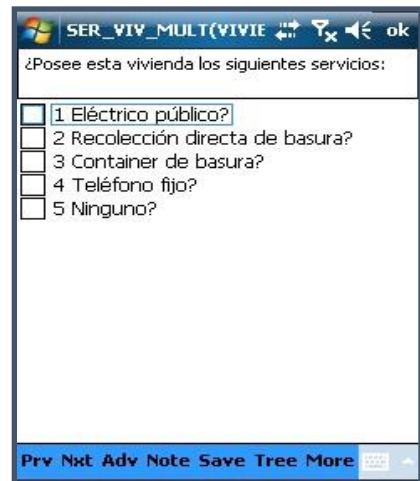 SER_VIV_MULT(VIVIE ok
¿Posee esta vivienda los siguientes servicios:
1 Eléctrico público?
2 Recolección directa de basura?
3 Container de basura?
4 Teléfono fijo?
5 Ninguno?
Prv Nxt Adv Note Save Tree More